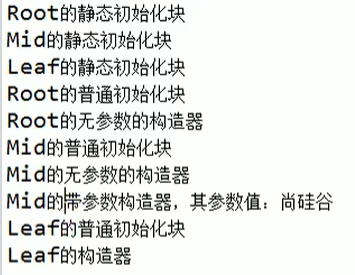 Root的静态初始化块
Mid的静态初始化块
Leaf的静态初始化块
Root的普通初始化块
Root的无参数的构造器
Mid的普通初始化块
Mid的无参数的构造器
Mid的带参数构造器，其参数值：尚硅谷
Leaf的普通初始化块
Leaf的构造器